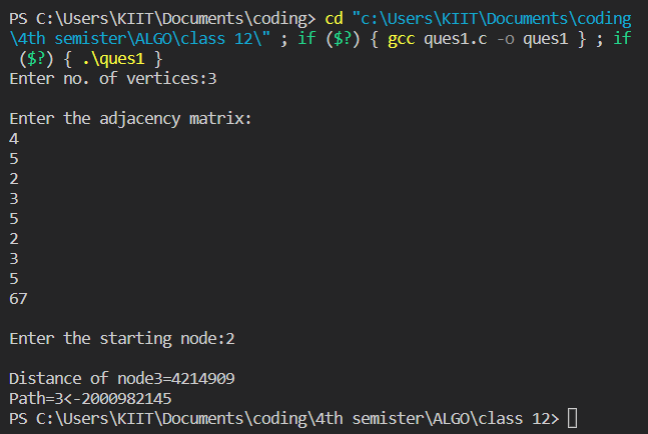 PS C:\Users\KIIT\Documents\coding> cd "c:\Users\KIIT\Documents\coding
\4th semister\ALGO\class 12\" ; if ($?) { gcc ques1.c -o ques1 } ; if
 ($?) { .\ques1 }
Enter no. of vertices:3
Enter the adjacency matrix:
4
5
2
3
5
2
3
5
67
Enter the starting node:2
Distance of node3=4214909
Path=3<-2000982145
PS C:\Users\KIIT\Documents\coding\4th semister\ALGO\class 12>